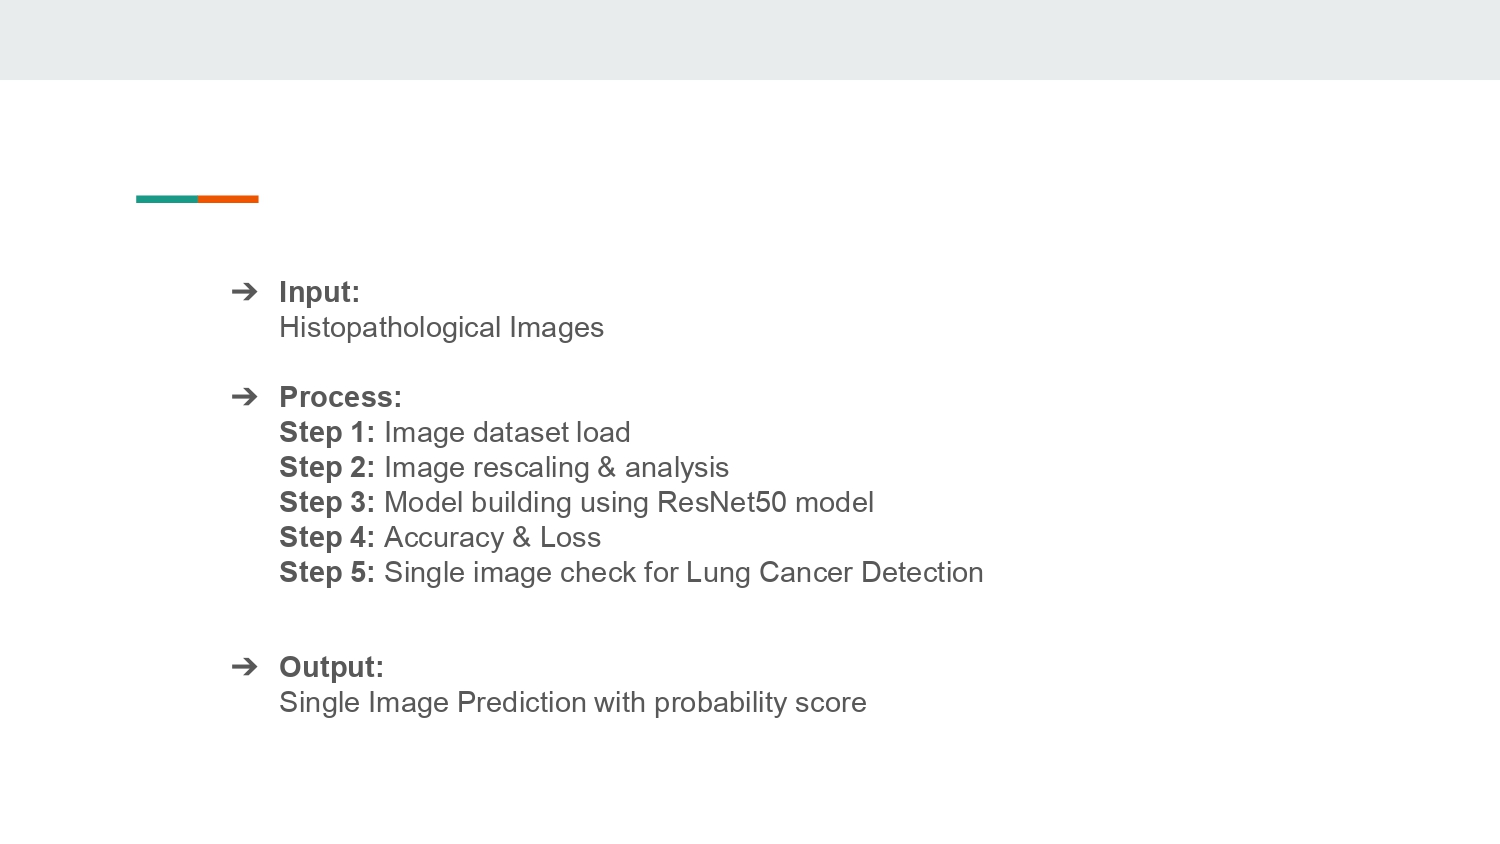 ➔ Input:
Histopathological Images
➔ Process:
Step 1: Image dataset load
Step 2: Image rescaling & analysis
Step 3: Model building using ResNet50 model
Step 4: Accuracy & Loss
Step 5: Single image check for Lung Cancer Detection
➔ Output:
Single Image Prediction with probability score